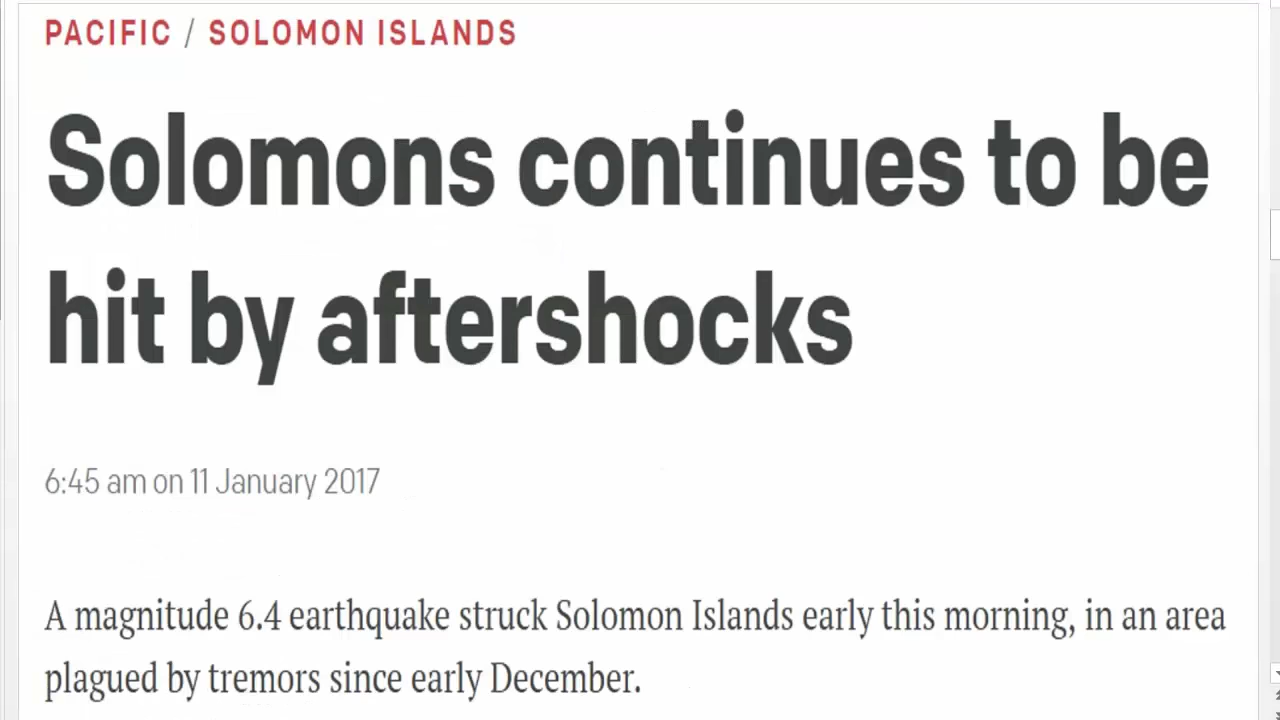 PACIFIC / SOLOMON ISLANDS
Solomons continues to be
hit by aftershocks
6:45 am on 11 January 2017
A magnitude 6.4 earthquake struck Solomon Islands early this morning, in an area
plagued by tremors since early December.